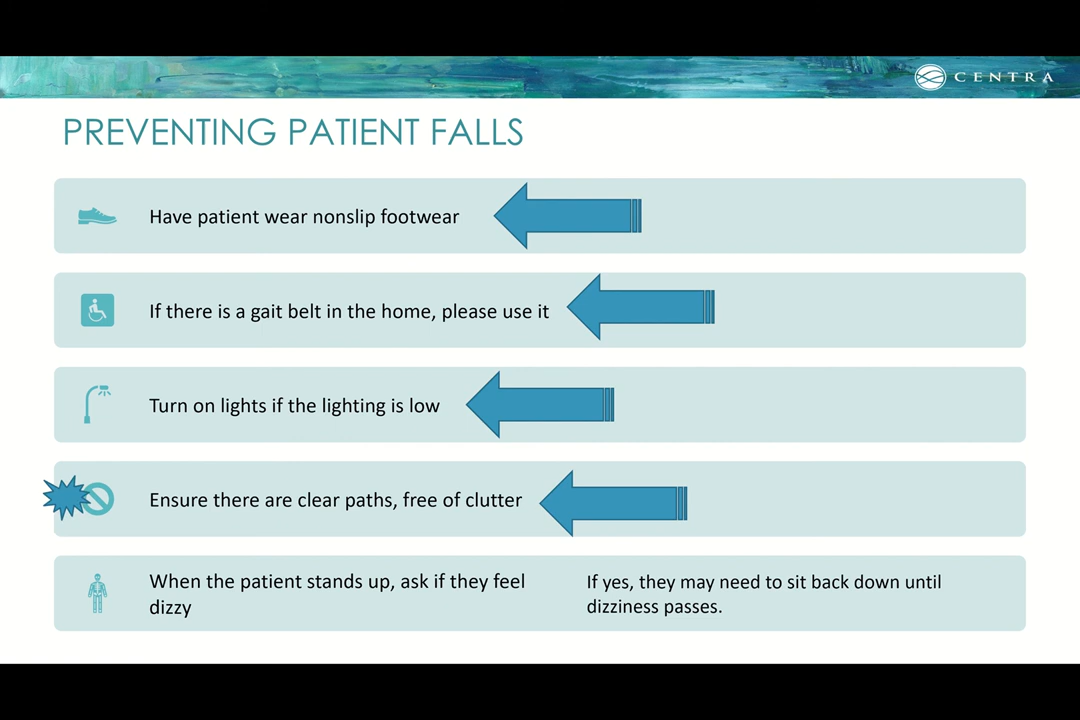 CENTRA
PREVENTING PATIENT FALLS
Have patient wear nonslip footwear
If there is a gait belt in the home, please use it
Turn on lights if the lighting is low
Ensure there are clear paths, free of clutter
When the patient stands up, ask if they feel
dizzy
If yes, they may need to sit back down until
dizziness passes.